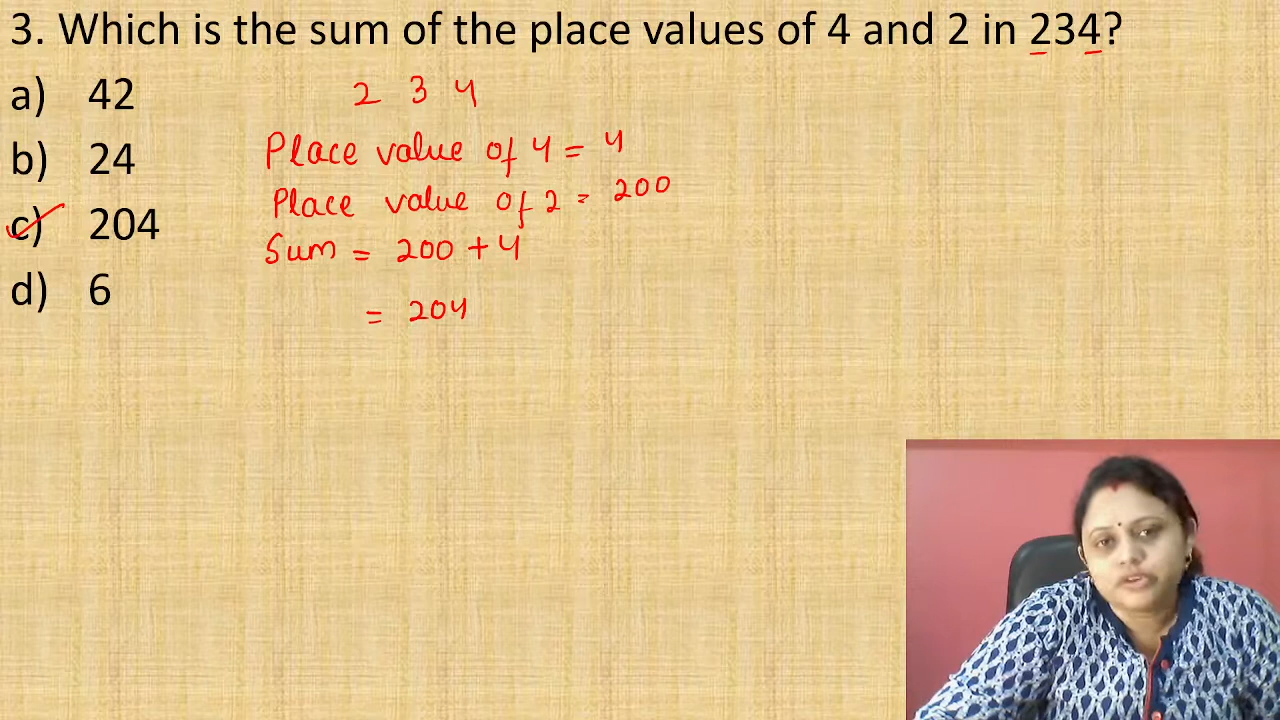 3. Which is the sum of the place values of 4 and 2 in 234?
a) 42
2 3 4
Place value of 4 = 4
b) 24
Place value of 2 = 200
c) 204
Sum = 200 + 4
d) 6
= 204